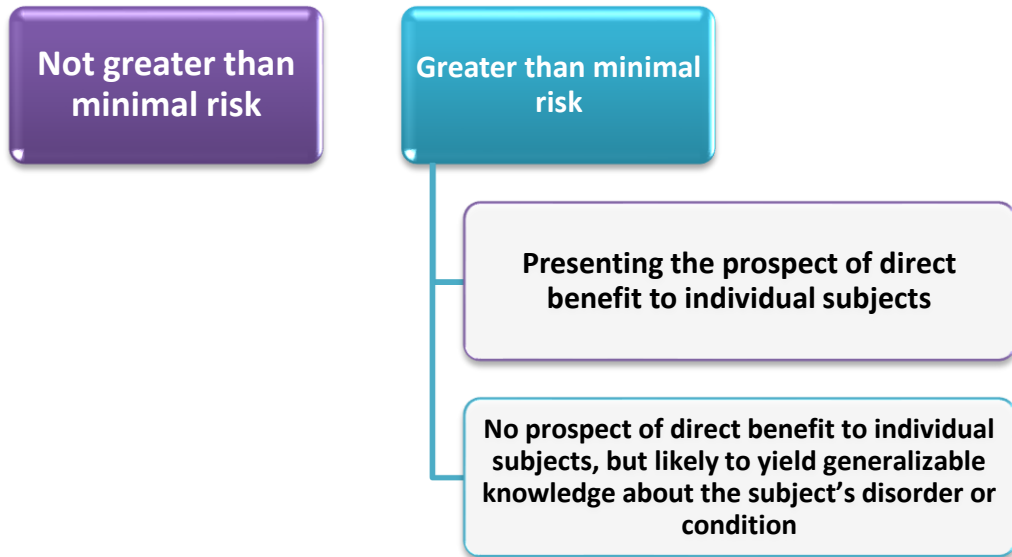 Not greater than
minimal risk
Greater than minimal
risk
Presenting the prospect of direct
benefit to individual subjects
No prospect of direct benefit to individual
subjects, but likely to yield generalizable
knowledge about the subject’s disorder or
condition